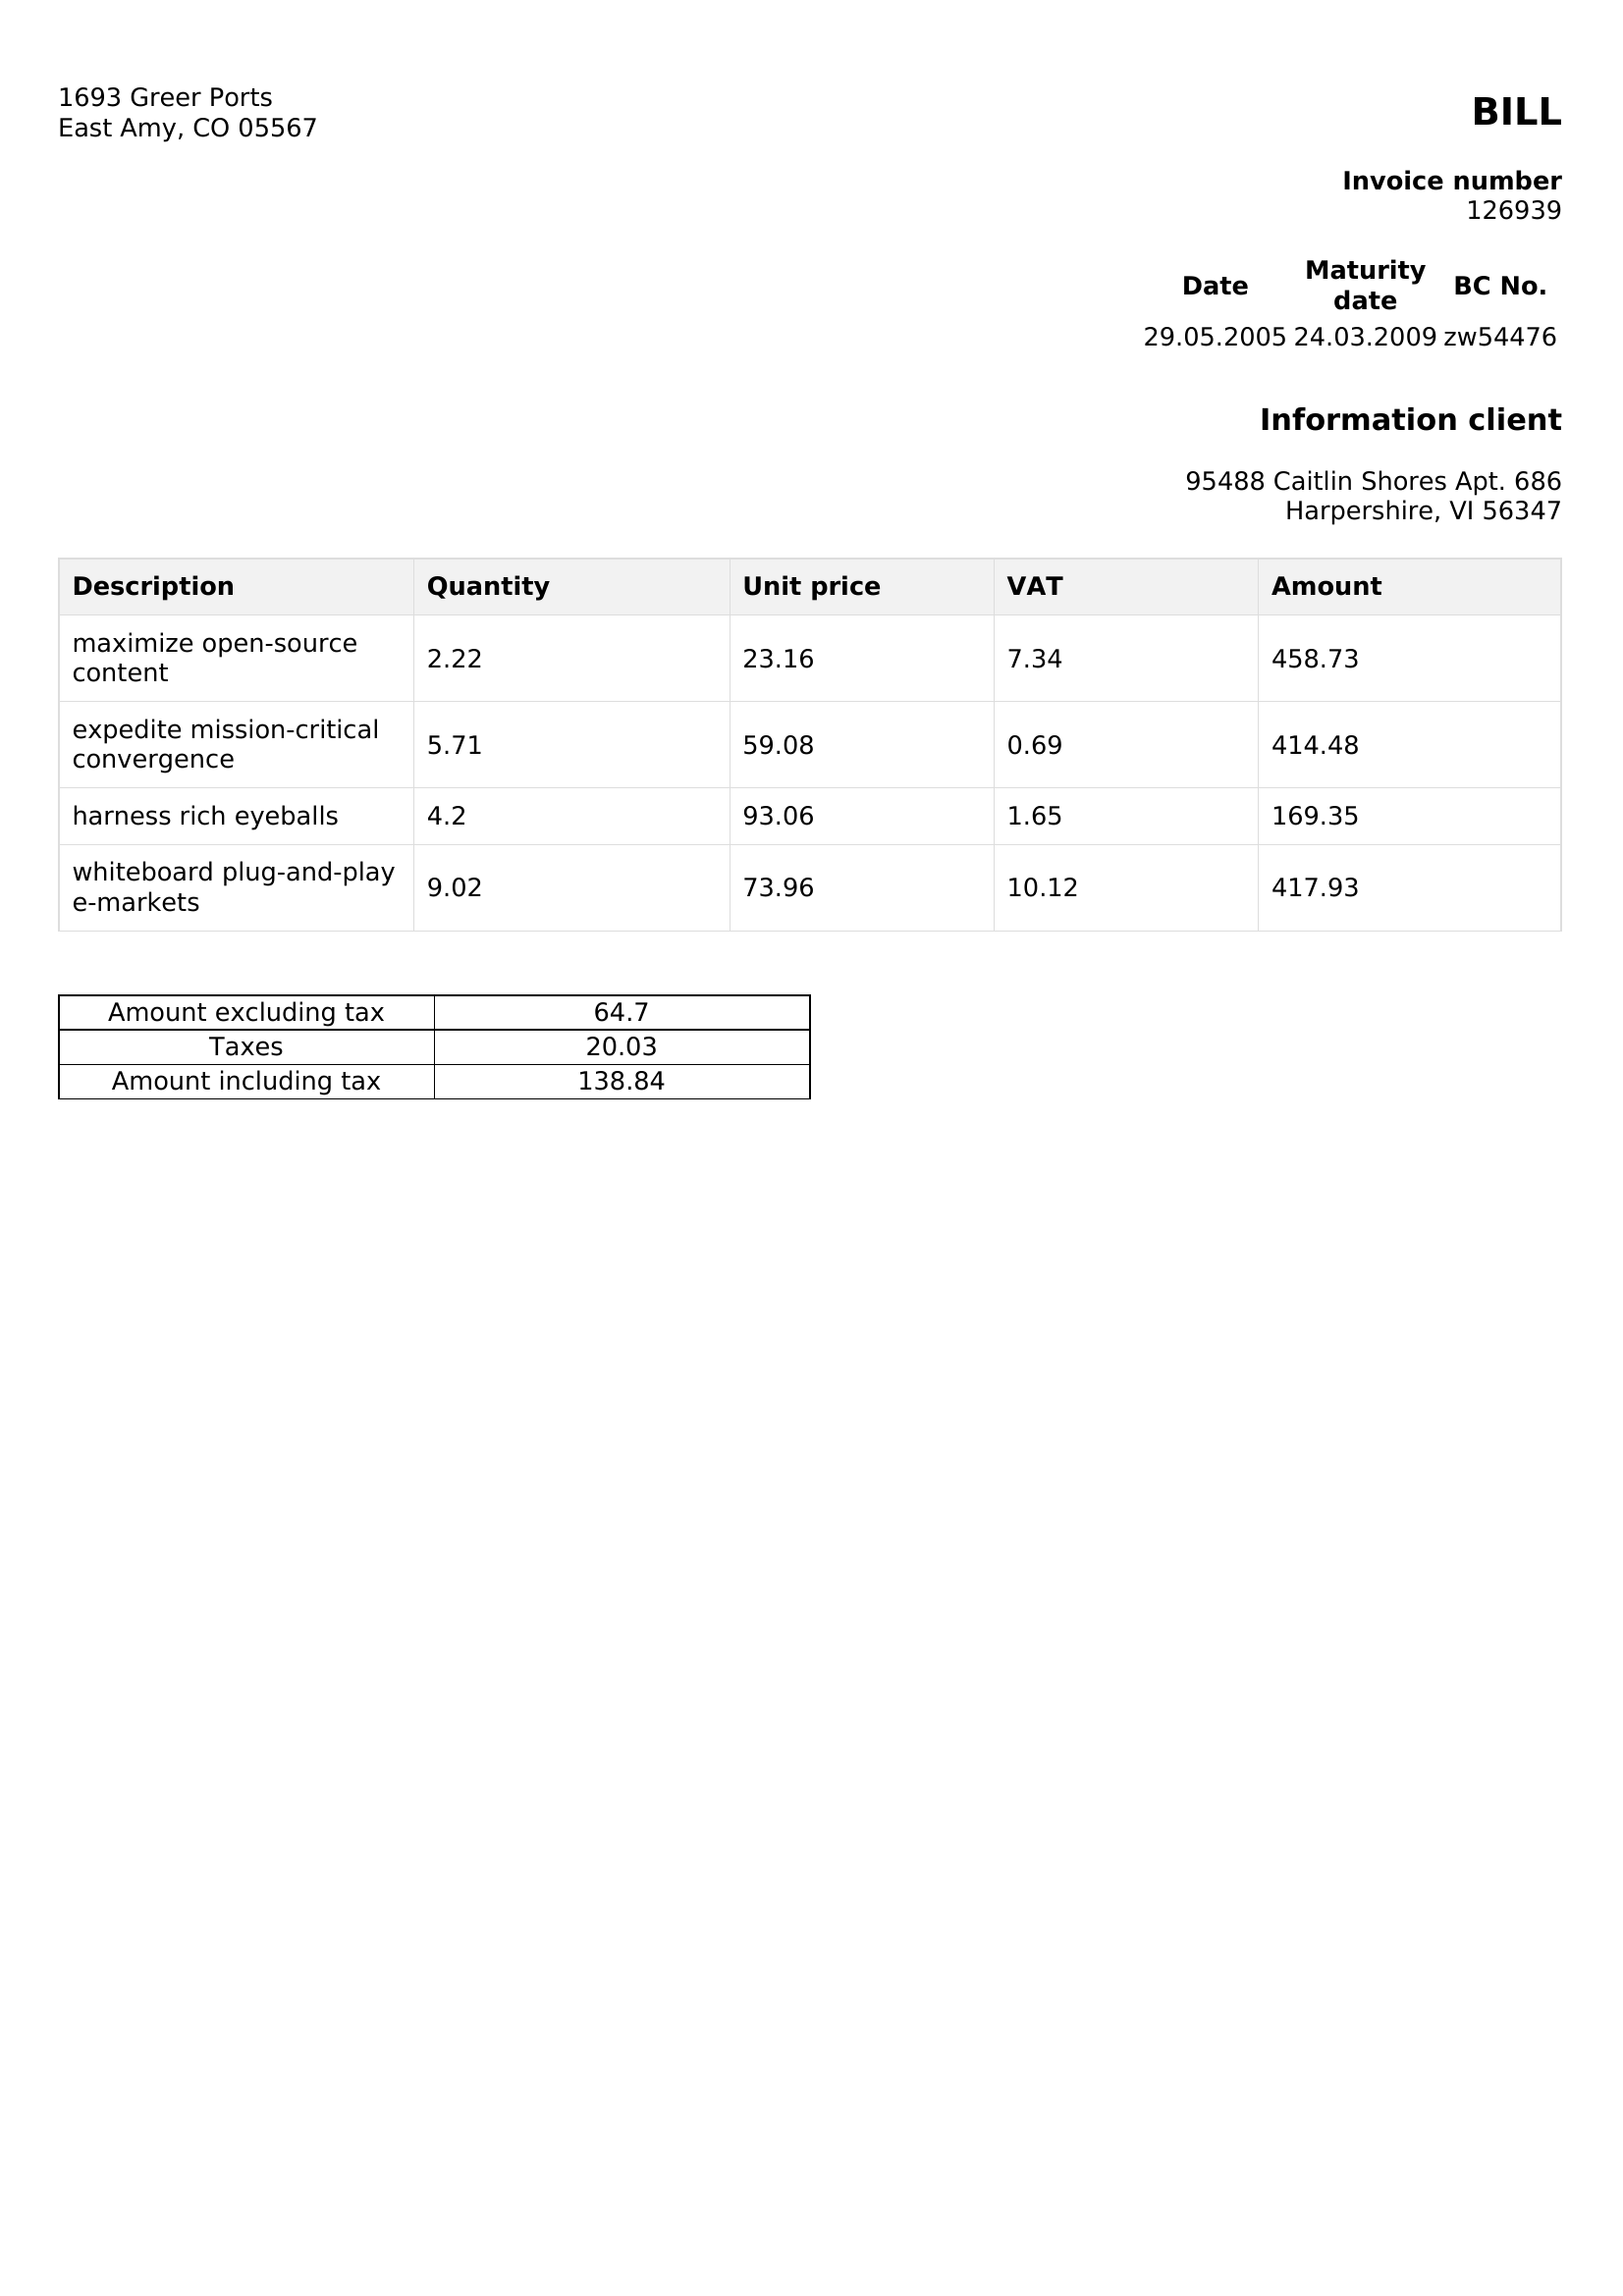 1693 Greer Ports
East Amy, CO 05567
BILL
Invoice number
126939
Date Maturity date BC No.
29.05.2005 24.03.2009 zw54476
Information client
95488 Caitlin Shores Apt. 686
Harpershire, VI 56347
Description Quantity Unit price VAT Amount
maximize open-source
content 2.22 23.16 7.34 458.73
expedite mission-critical
convergence 5.71 59.08 0.69 414.48
harness rich eyeballs 4.2 93.06 1.65 169.35
whiteboard plug-and-play
e-markets 9.02 73.96 10.12 417.93
Amount excluding tax 64.7
Taxes 20.03
Amount including tax 138.84